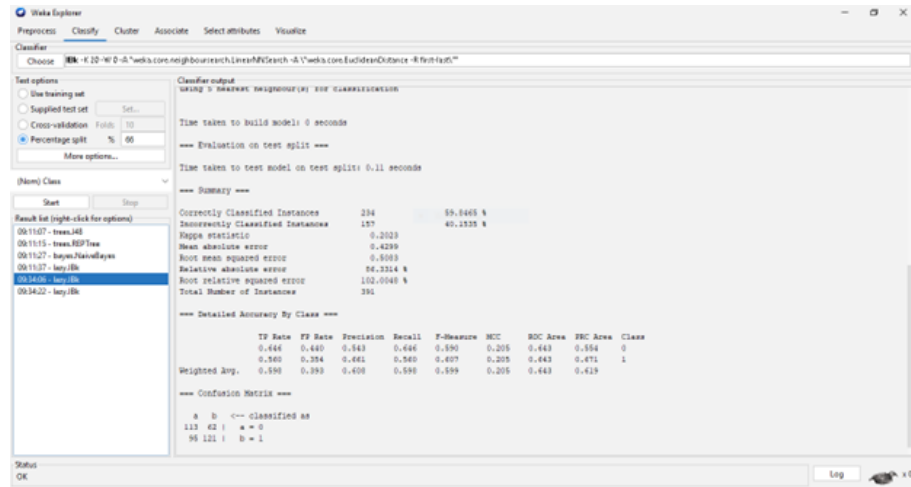 Weka Explorer
Preprocess Classify Cluster Associate Select attributes Visualize
Classifier
Choose IBk -K 20 -W 0 -A "weka.core.neighboursearch.LinearNNSearch -A \"weka.core.EuclideanDistance -R first-last\""
Test options
Use training set
Supplied test set Set...
Cross-validation Folds 10
Percentage split % 66
More options...
(Nom) Class
Start Stop
Result list (right-click for options)
09:11:07 - trees.J48
09:11:15 - trees.REPTree
09:11:27 - bayes.NaiveBayes
09:11:37 - lazy.IBk
09:34:06 - lazy.IBk
09:34:22 - lazy.IBk
Classifier output
using 5 nearest neighbour(s) for classification
Time taken to build model: 0 seconds
=== Evaluation on test split ===
Time taken to test model on test split: 0.11 seconds
=== Summary ===
Correctly Classified Instances 234 59.8465 %
Incorrectly Classified Instances 157 40.1535 %
Kappa statistic 0.2023
Mean absolute error 0.4299
Root mean squared error 0.5083
Relative absolute error 86.3314 %
Root relative squared error 102.0048 %
Total Number of Instances 391
=== Detailed Accuracy By Class ===
TP Rate FP Rate Precision Recall F-Measure MCC ROC Area PRC Area Class
0.646 0.440 0.543 0.646 0.590 0.205 0.643 0.554 0
0.560 0.354 0.661 0.560 0.607 0.205 0.643 0.671 1
Weighted Avg. 0.598 0.393 0.608 0.598 0.599 0.205 0.643 0.619
=== Confusion Matrix ===
a b <-- classified as
113 62 | a = 0
95 121 | b = 1
Status
OK
Log
x 0